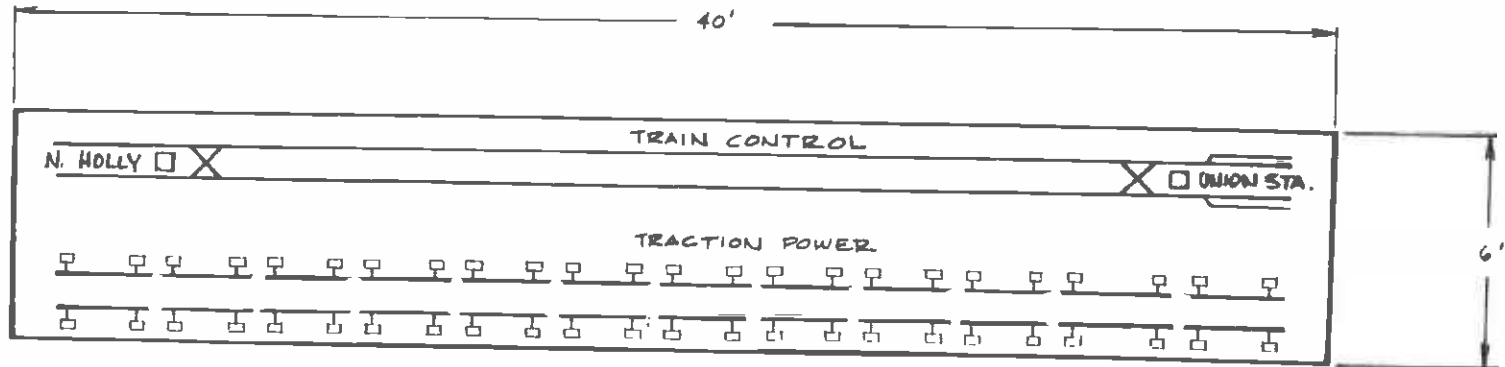 40'
TRAIN CONTROL
N. HOLLY
UNION STA.
TRACTION POWER
6'